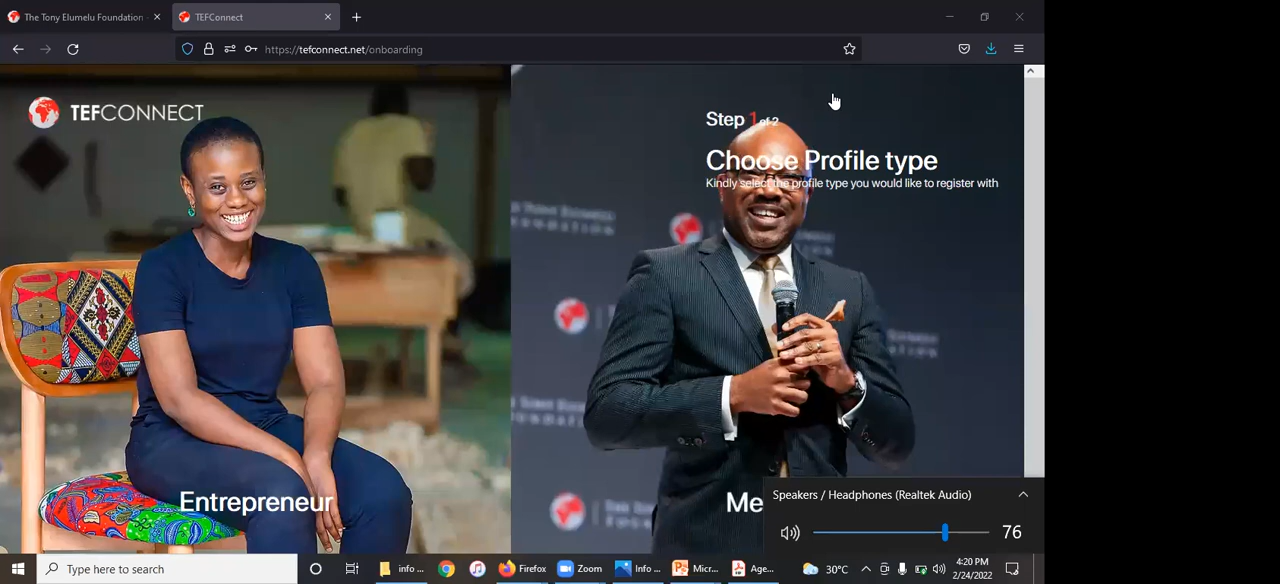 The Tony Elumelu Foundation
TEFConnect
https://tefconnect.net/onboarding
TEFCONNECT
Step 1 of 2
Choose Profile type
Kindly select the profile type you would like to register with
Entrepreneur
Me
Speakers / Headphones (Realtek Audio)
76
Type here to search
info ...
Firefox
Zoom
Info ...
Micr...
Age...
30°C
4:20 PM
2/24/2022